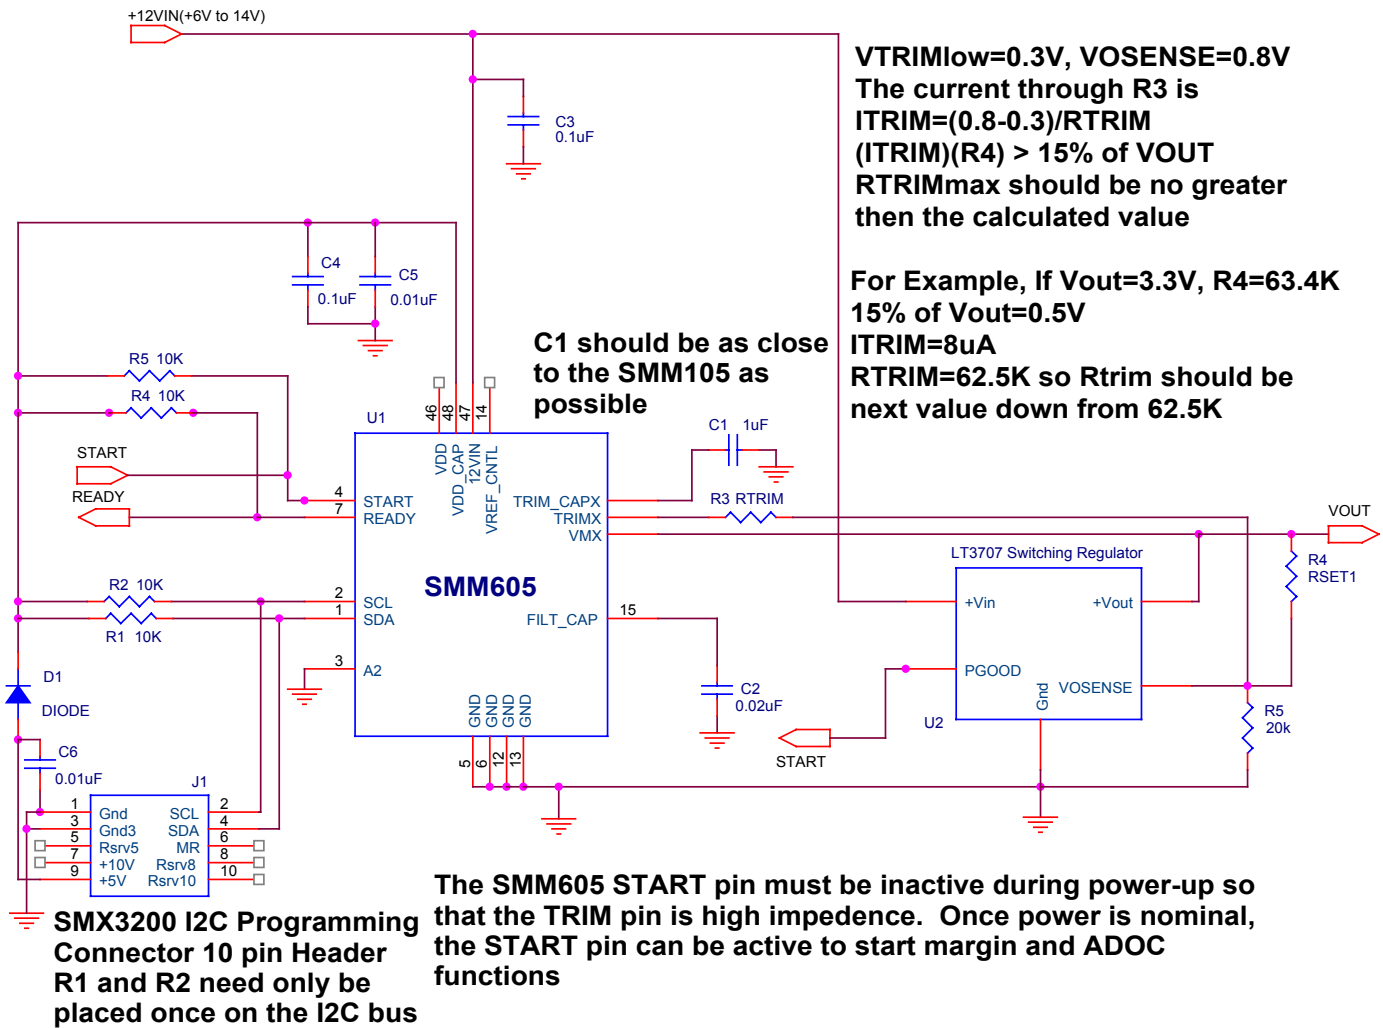 +12VIN(+6V to 14V)
VTRIMlow=0.3V, VOSENSE=0.8V
The current through R3 is
ITRIM=(0.8-0.3)/RTRIM
(ITRIM)(R4) > 15% of VOUT
RTRIMmax should be no greater
then the calculated value
For Example, If Vout=3.3V, R4=63.4K
15% of Vout=0.5V
ITRIM=8uA
RTRIM=62.5K so Rtrim should be
next value down from 62.5K
C3
0.1uF
C4
0.1uF
C5
0.01uF
C1 should be as close
to the SMM105 as
possible
R5 10K
R4 10K
START
READY
U1
46
48
47
14
VDD
VDD_CAP
12VIN
VREF_CNTL
4
START
7
READY
2
SCL
1
SDA
3
A2
SMM605
TRIM_CAPX
TRIMX
VMX
FILT_CAP
15
GND
GND
GND
GND
5
6
12
13
C1 1uF
R3 RTRIM
C2
0.02uF
R2 10K
R1 10K
D1
DIODE
C6
0.01uF
J1
1
Gnd
SCL
2
3
Gnd3
SDA
4
5
Rsrv5
MR
6
7
+10V
Rsrv8
8
9
+5V
Rsrv10
10
LT3707 Switching Regulator
+Vin
+Vout
PGOOD
VOSENSE
Gnd
U2
START
VOUT
R4
RSET1
R5
20k
SMX3200 I2C Programming
Connector 10 pin Header
R1 and R2 need only be
placed once on the I2C bus
The SMM605 START pin must be inactive during power-up so
that the TRIM pin is high impedence. Once power is nominal,
the START pin can be active to start margin and ADOC
functions